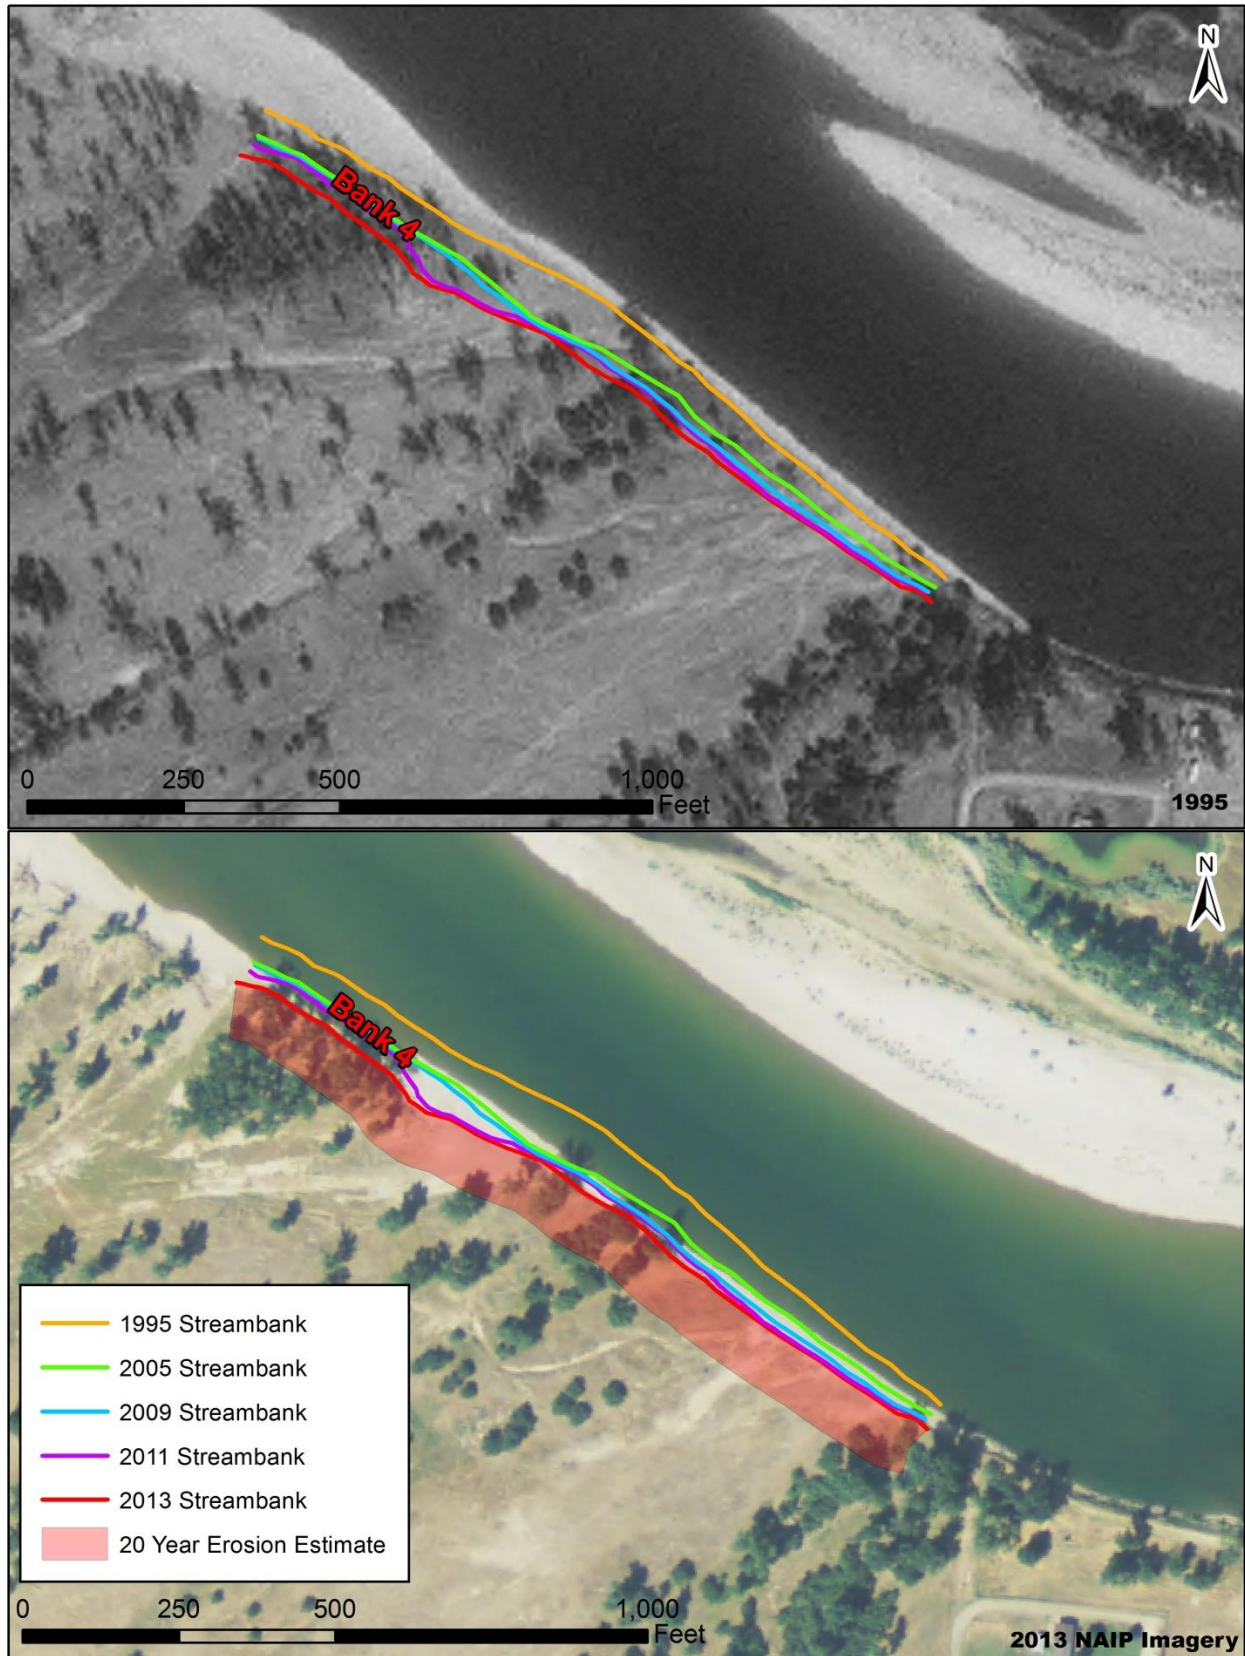 N
Bank 4
0 250 500 1,000
Feet
1995
N
Bank 4
1995 Streambank
2005 Streambank
2009 Streambank
2011 Streambank
2013 Streambank
20 Year Erosion Estimate
0 250 500 1,000
Feet
2013 NAIP Imagery